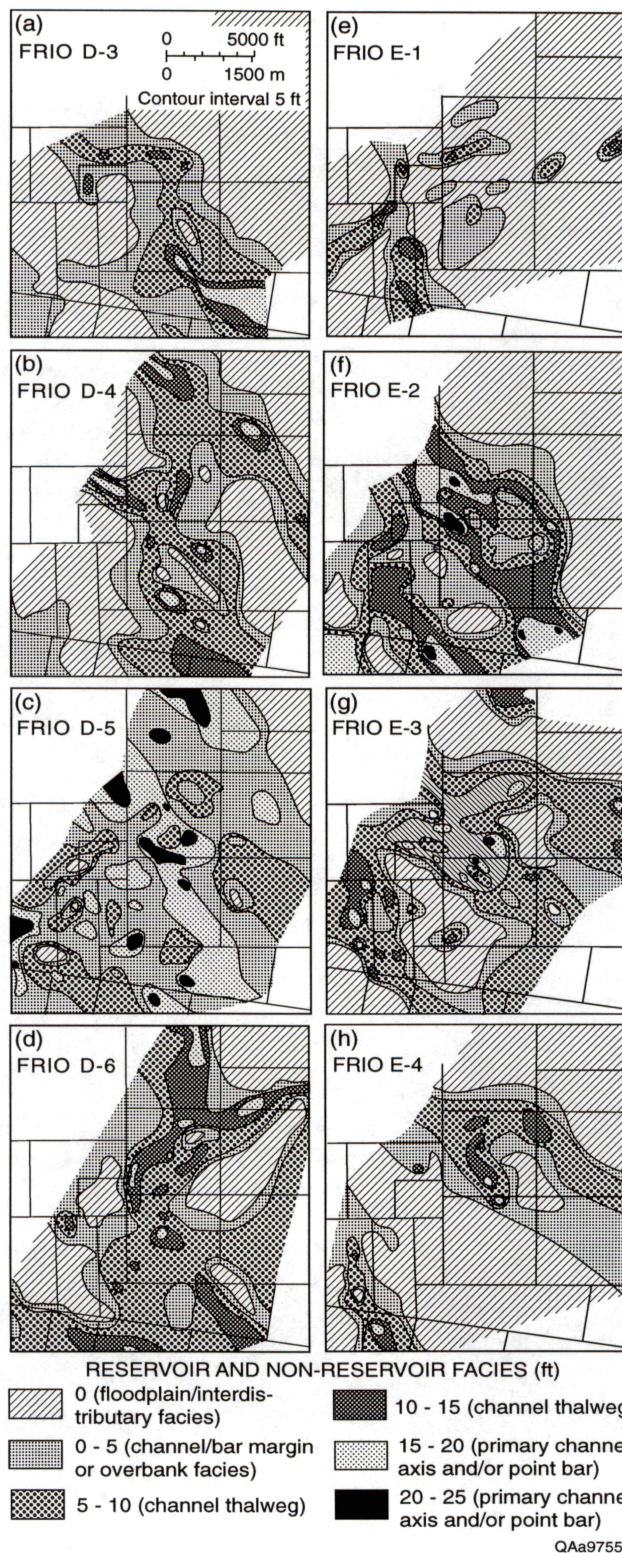 (a)
FRIO D-3
0 5000 ft
0 1500 m
Contour interval 5 ft
(e)
FRIO E-1
(b)
FRIO D-4
(f)
FRIO E-2
(c)
FRIO D-5
(g)
FRIO E-3
(d)
FRIO D-6
(h)
FRIO E-4
RESERVOIR AND NON-RESERVOIR FACIES (ft)
0 (floodplain/interdis-
tributary facies)
0 - 5 (channel/bar margin
or overbank facies)
5 - 10 (channel thalweg)
10 - 15 (channel thalweg
15 - 20 (primary channe
axis and/or point bar)
20 - 25 (primary channe
axis and/or point bar)
QAa9755